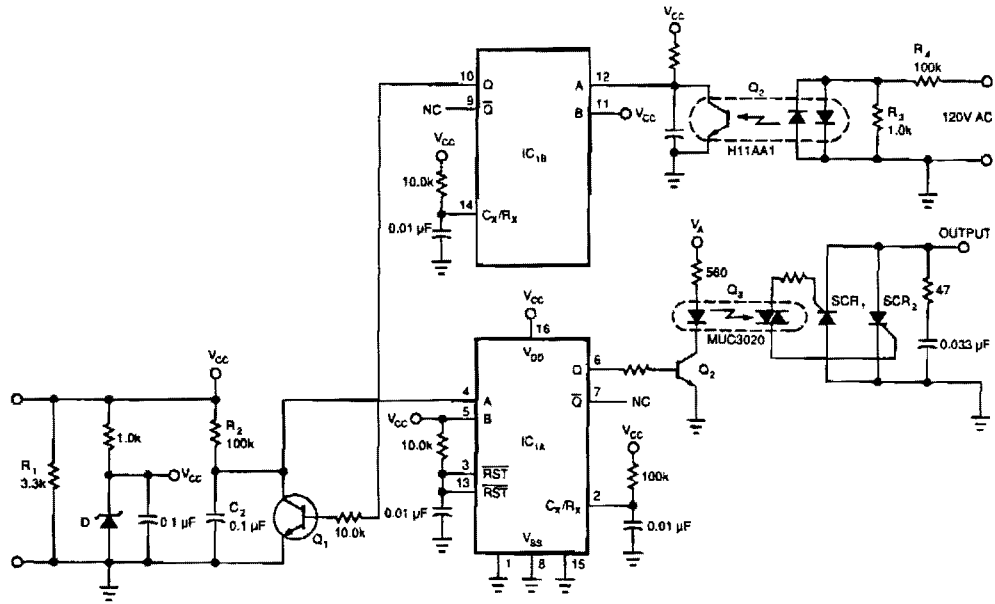 VCC
R4
100k
10
Q
A
12
Q2
9
NC
Q
B
11
VCC
R3
1.0k
120V AC
H11AA1
VCC
IC1B
10.0k
14
CX/RX
0.01 µF
VA
OUTPUT
560
Q3
SCR1
SCR2
47
VCC
16
MUC3020
0.033 µF
VDD
Q
6
Q2
VCC
4
A
Q
7
NC
VCC
5
B
R2
100k
1.0k
10.0k
IC1A
VCC
R1
3.3k
VCC
3
RST
100k
13
RST
CX/RX
2
D
0.1 µF
C2
0.1 µF
0.01 µF
0.01 µF
Q1
10.0k
VSS
1
8
15